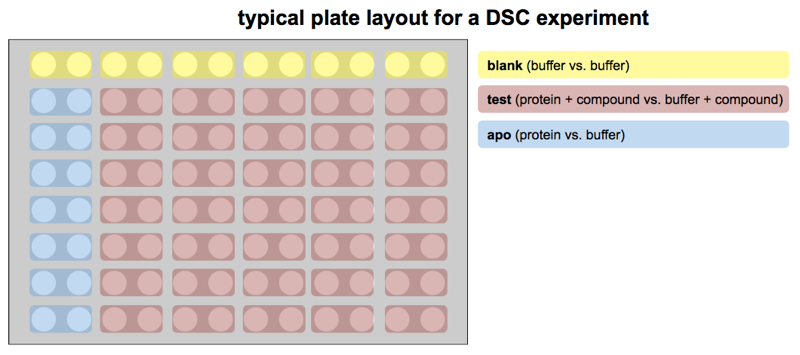 typical plate layout for a DSC experiment
blank (buffer vs. buffer)
test (protein + compound vs. buffer + compound)
apo (protein vs. buffer)